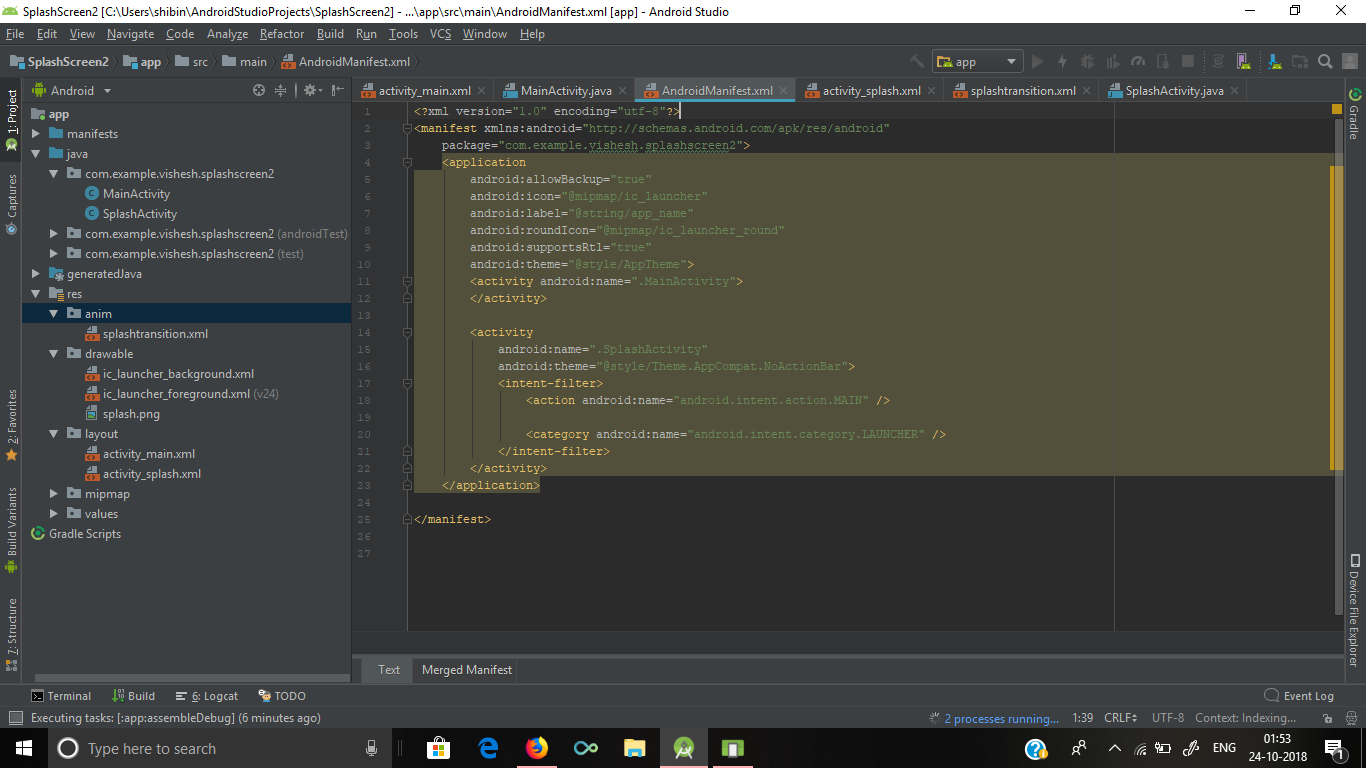 SplashScreen2 [C:\Users\shibin\AndroidStudioProjects\SplashScreen2] - ...\app\src\main\AndroidManifest.xml [app] - Android Studio
File Edit View Navigate Code Analyze Refactor Build Run Tools VCS Window Help
SplashScreen2 app src main AndroidManifest.xml app
1: Project
Captures
2: Favorites
Build Variants
7: Structure
Android
app
manifests
java
com.example.vishesh.splashscreen2
MainActivity
SplashActivity
com.example.vishesh.splashscreen2 (androidTest)
com.example.vishesh.splashscreen2 (test)
generatedJava
res
anim
splashtransition.xml
drawable
ic_launcher_background.xml
ic_launcher_foreground.xml (v24)
splash.png
layout
activity_main.xml
activity_splash.xml
mipmap
values
Gradle Scripts
activity_main.xml MainActivity.java AndroidManifest.xml activity_splash.xml splashtransition.xml SplashActivity.java
1 <?xml version="1.0" encoding="utf-8"?>
2 <manifest xmlns:android="http://schemas.android.com/apk/res/android"
3 package="com.example.vishesh.splashscreen2">
4 <application
5 android:allowBackup="true"
6 android:icon="@mipmap/ic_launcher"
7 android:label="@string/app_name"
8 android:roundIcon="@mipmap/ic_launcher_round"
9 android:supportsRtl="true"
10 android:theme="@style/AppTheme">
11 <activity android:name=".MainActivity">
12 </activity>
13
14 <activity
15 android:name=".SplashActivity"
16 android:theme="@style/Theme.AppCompat.NoActionBar">
17 <intent-filter>
18 <action android:name="android.intent.action.MAIN" />
19
20 <category android:name="android.intent.category.LAUNCHER" />
21 </intent-filter>
22 </activity>
23 </application>
24
25 </manifest>
26
27
Gradle
Device File Explorer
Text Merged Manifest
Terminal Build 6: Logcat TODO Event Log
Executing tasks: [:app:assembleDebug] (6 minutes ago) 2 processes running... 1:39 CRLF UTF-8 Context: Indexing...
Type here to search ENG 01:53
24-10-2018 1